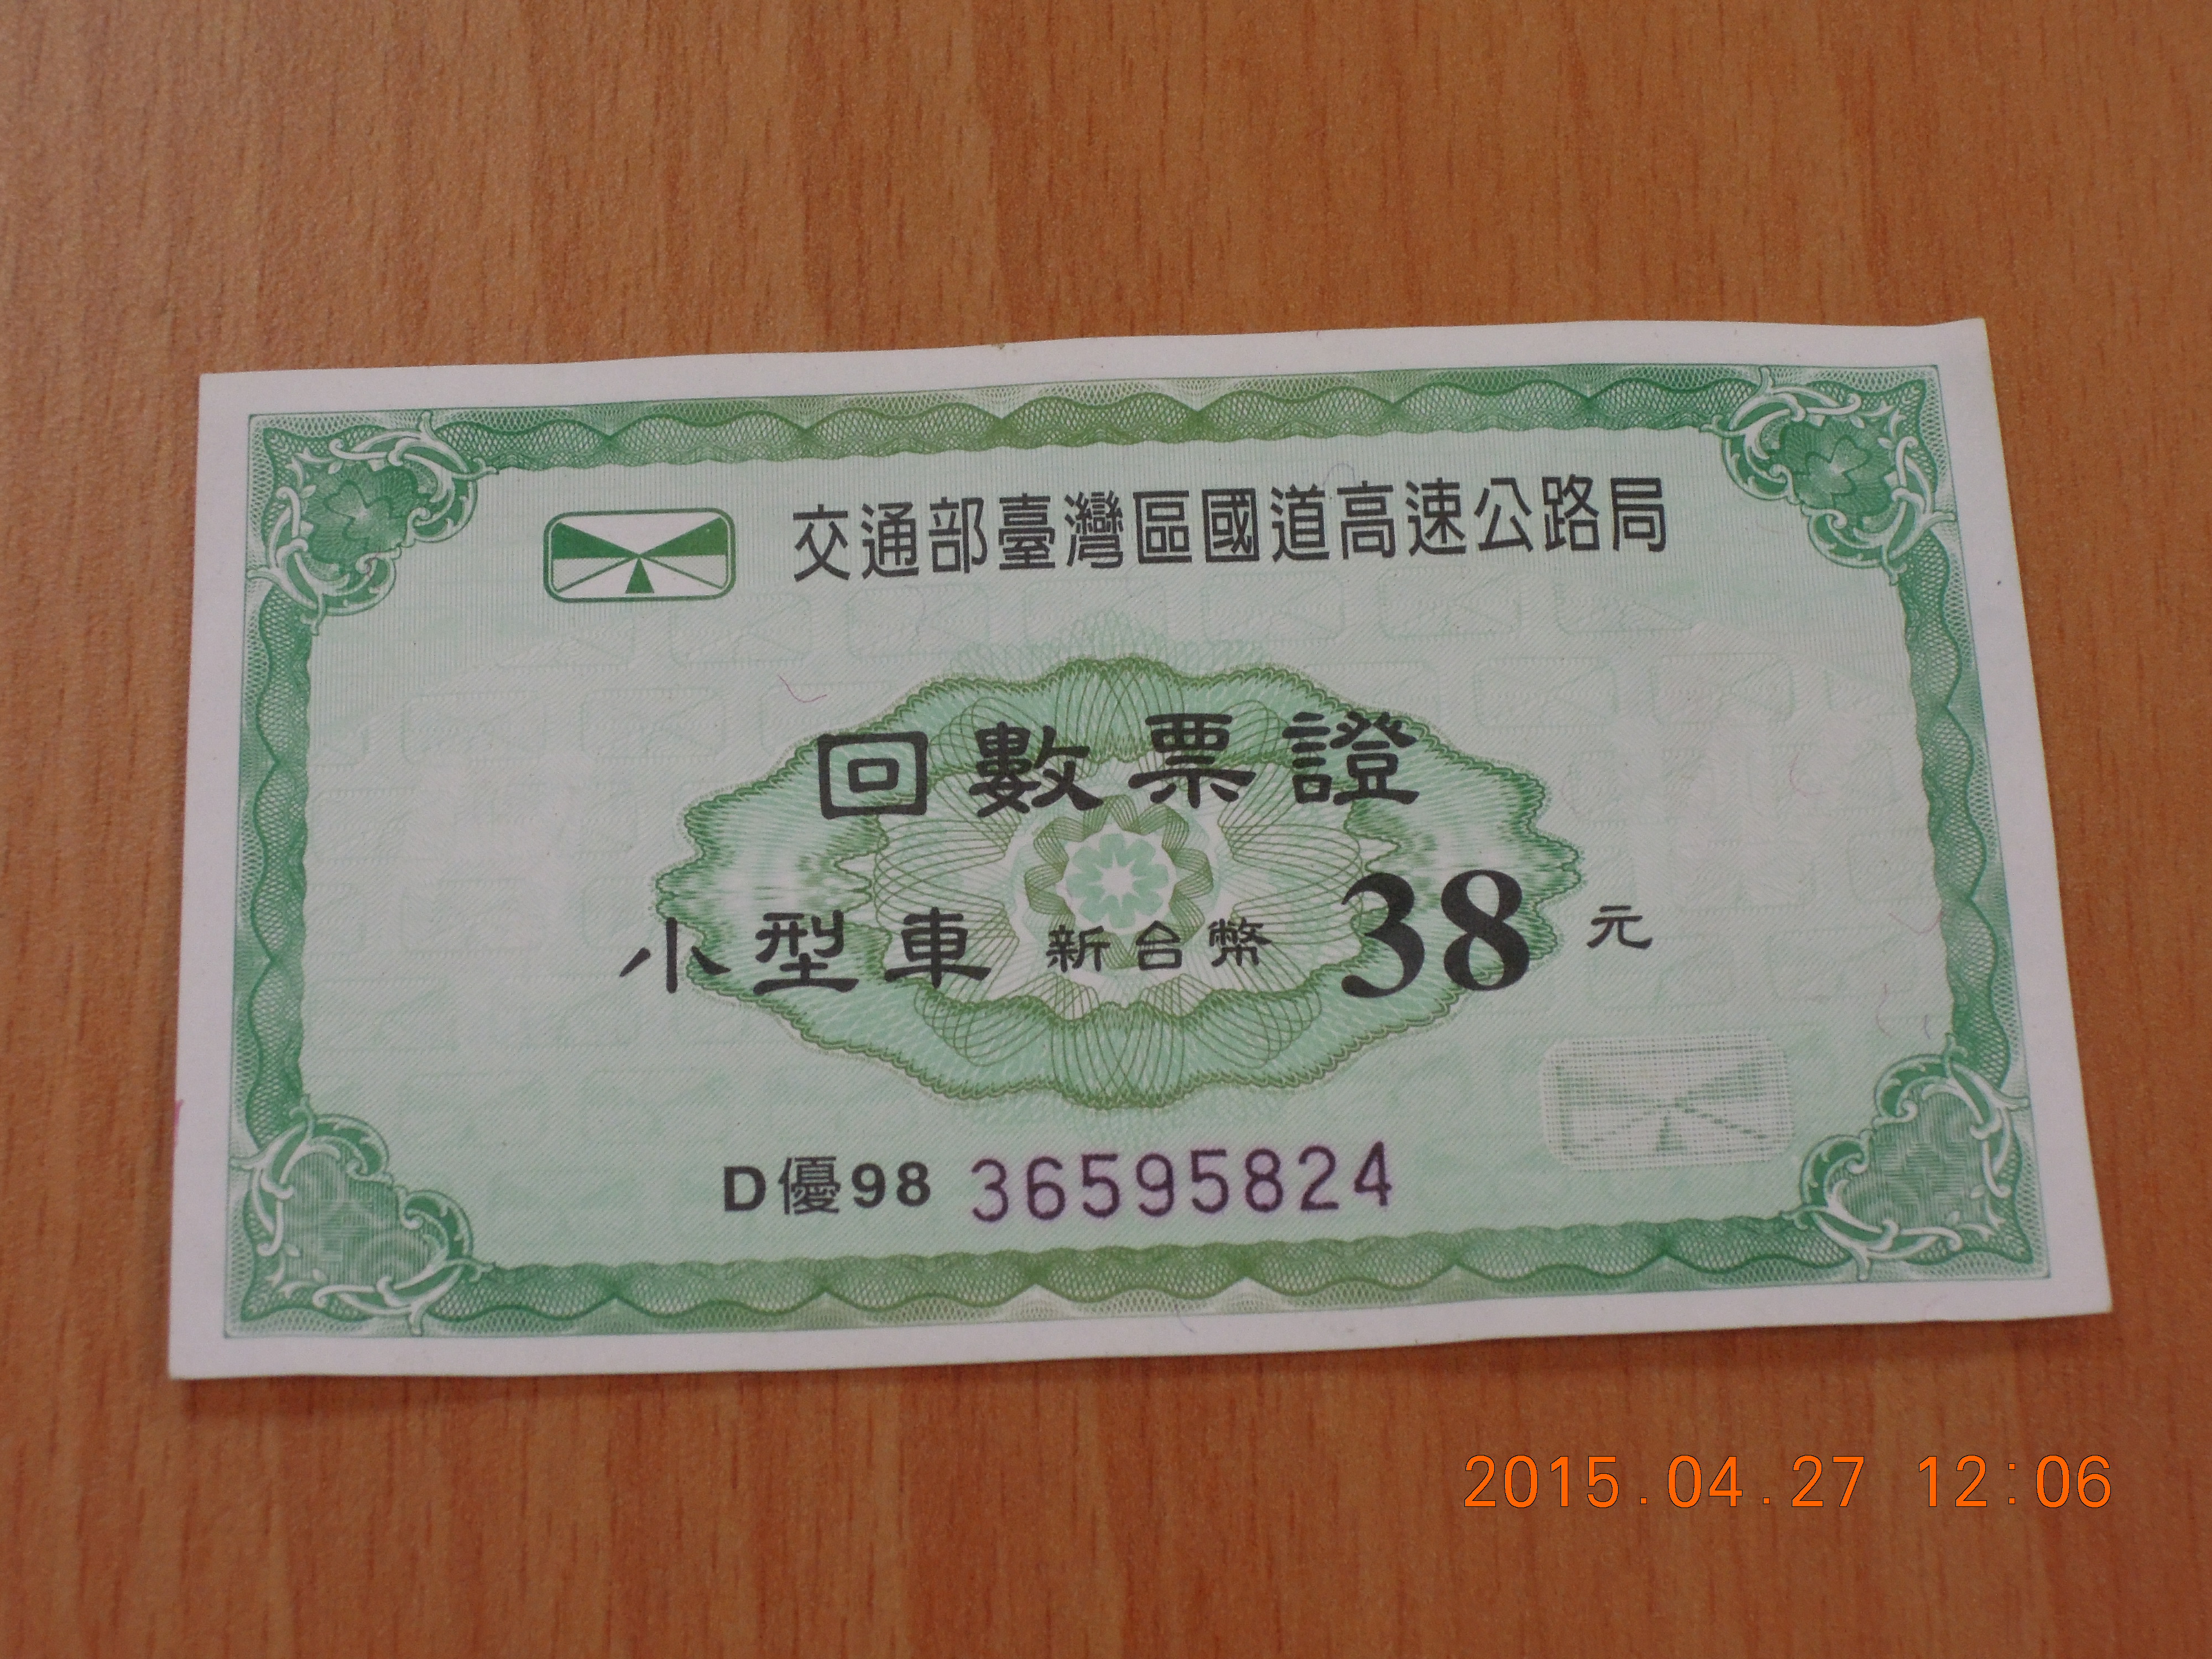 交通部臺灣區國道高速公路局
回數票證
小型車 新台幣 38 元
D優98 36595824
2015.04.27 12:06